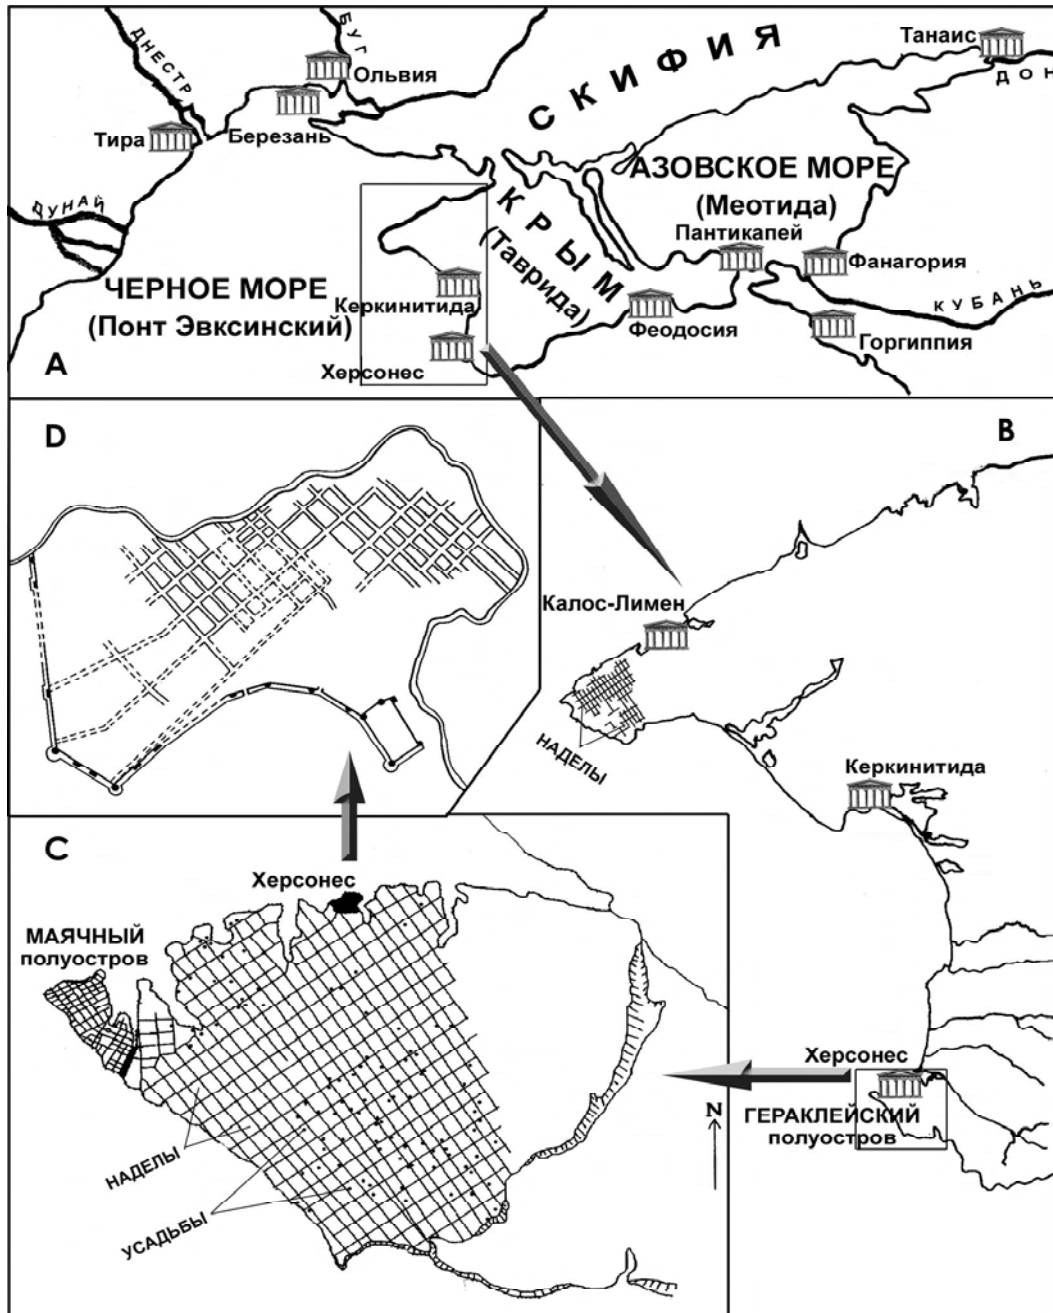 ДНЕСТР
БУГ
Ольвия
Березань
Тира
ДУНАЙ
СКИФИЯ
Танаис
ДОН
АЗОВСКОЕ МОРЕ
(Меотида)
КРЫМ
(Таврида)
Пантикапей
Фанагория
КУБАНЬ
Горгиппия
Феодосия
ЧЕРНОЕ МОРЕ
(Понт Эвксинский)
Керкинитида
Херсонес
A
D
B
Калос-Лимен
НАДЕЛЫ
Керкинитида
Херсонес
ГЕРАКЛЕЙСКИЙ
полуостров
C
Херсонес
МАЯЧНЫЙ
полуостров
НАДЕЛЫ
УСАДЬБЫ
N